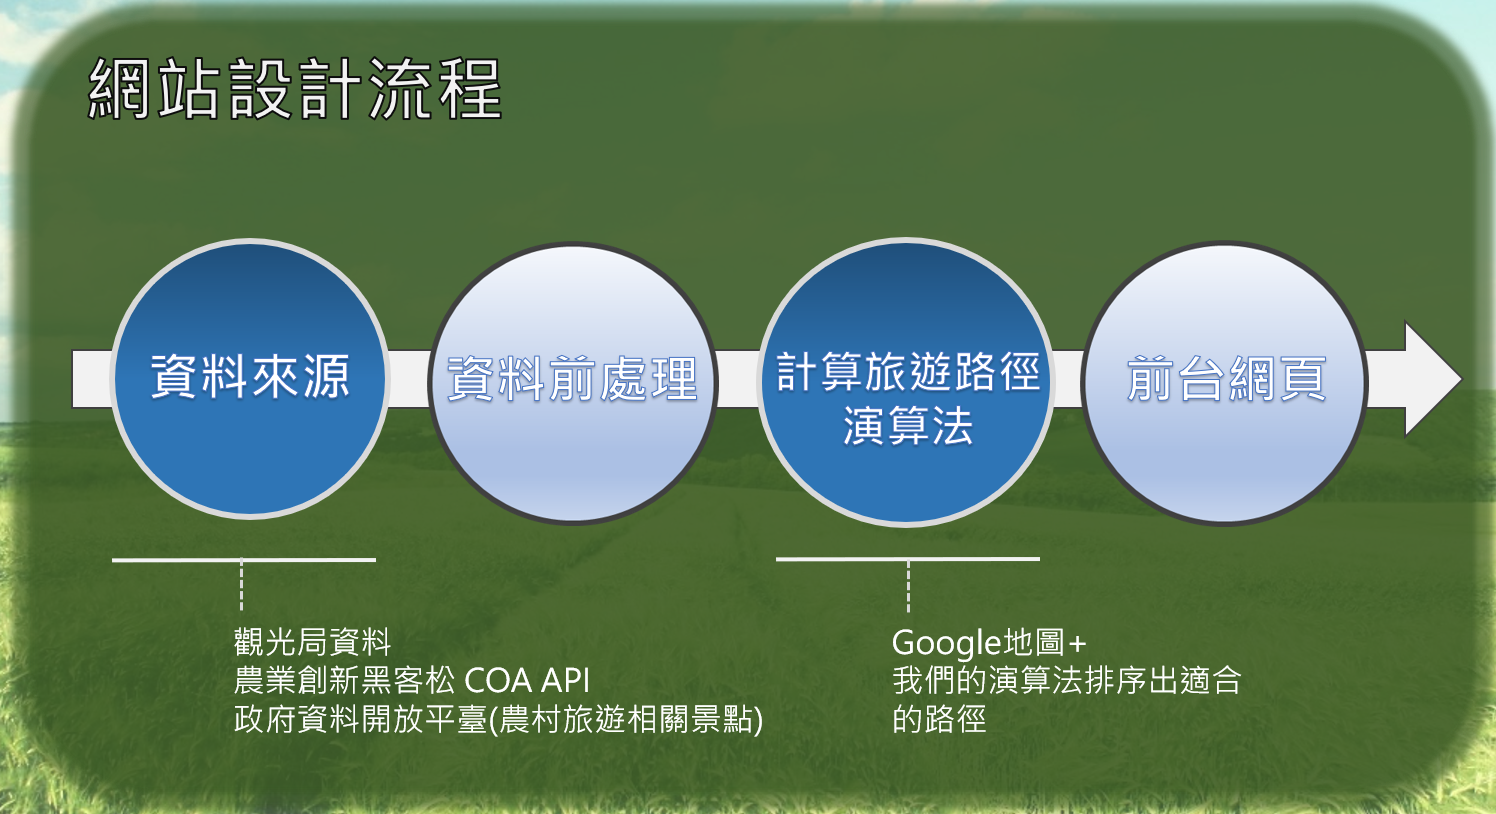 網站設計流程
資料來源
資料前處理
計算旅遊路徑
演算法
前台網頁
觀光局資料
農業創新黑客松 COA API
政府資料開放平臺(農村旅遊相關景點)
Google地圖+
我們的演算法排序出適合
的路徑